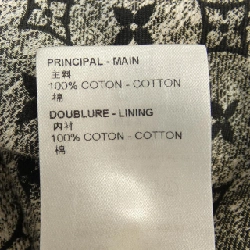 PRINCIPAL - MAIN
主料
100% COTON - COTTON
棉
DOUBLURE - LINING
内衬
100% COTON - COTTON
棉